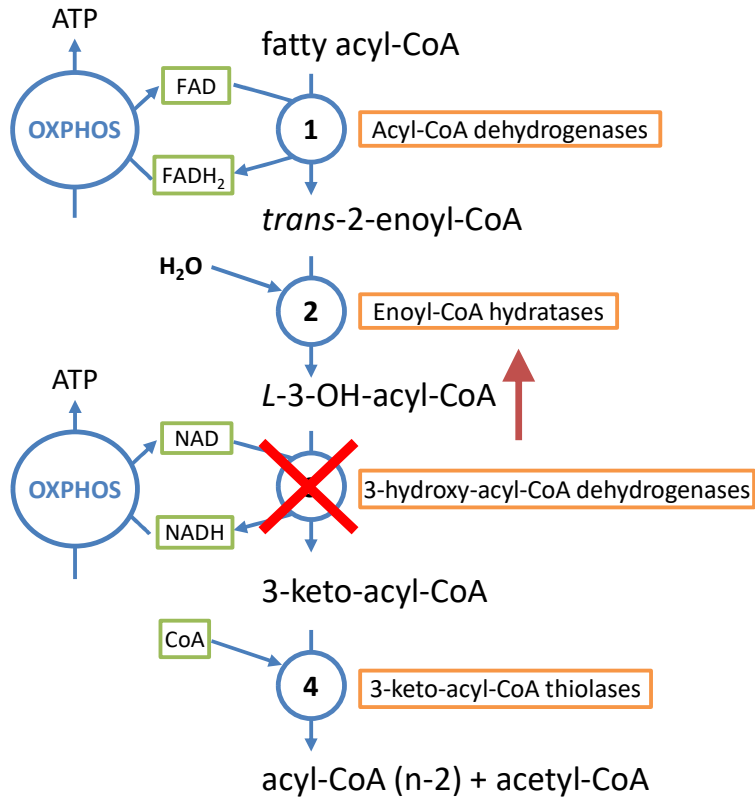 ATP
fatty acyl-CoA
FAD
OXPHOS
1
Acyl-CoA dehydrogenases
FADH₂
trans-2-enoyl-CoA
H₂O
2
Enoyl-CoA hydratases
ATP
L-3-OH-acyl-CoA
NAD
OXPHOS
3-hydroxy-acyl-CoA dehydrogenases
NADH
3-keto-acyl-CoA
CoA
4
3-keto-acyl-CoA thiolases
acyl-CoA (n-2) + acetyl-CoA